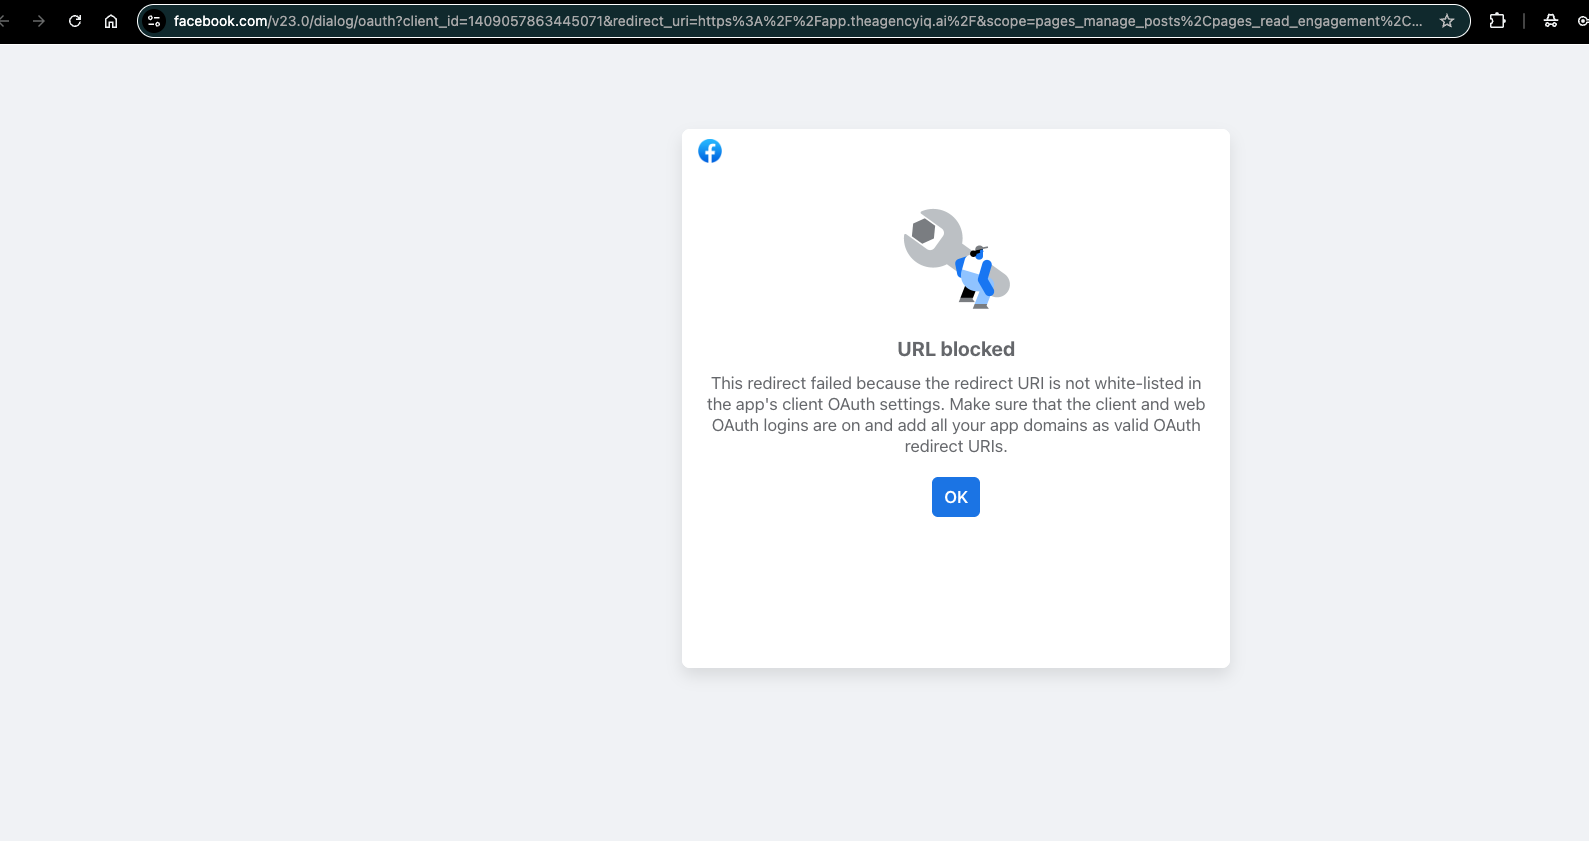 facebook.com/v23.0/dialog/oauth?client_id=1409057863445071&redirect_uri=https%3A%2F%2Fapp.theagencyiq.ai%2F&scope=pages_manage_posts%2Cpages_read_engagement%2C...
URL blocked
This redirect failed because the redirect URI is not white-listed in
the app's client OAuth settings. Make sure that the client and web
OAuth logins are on and add all your app domains as valid OAuth
redirect URIs.
OK